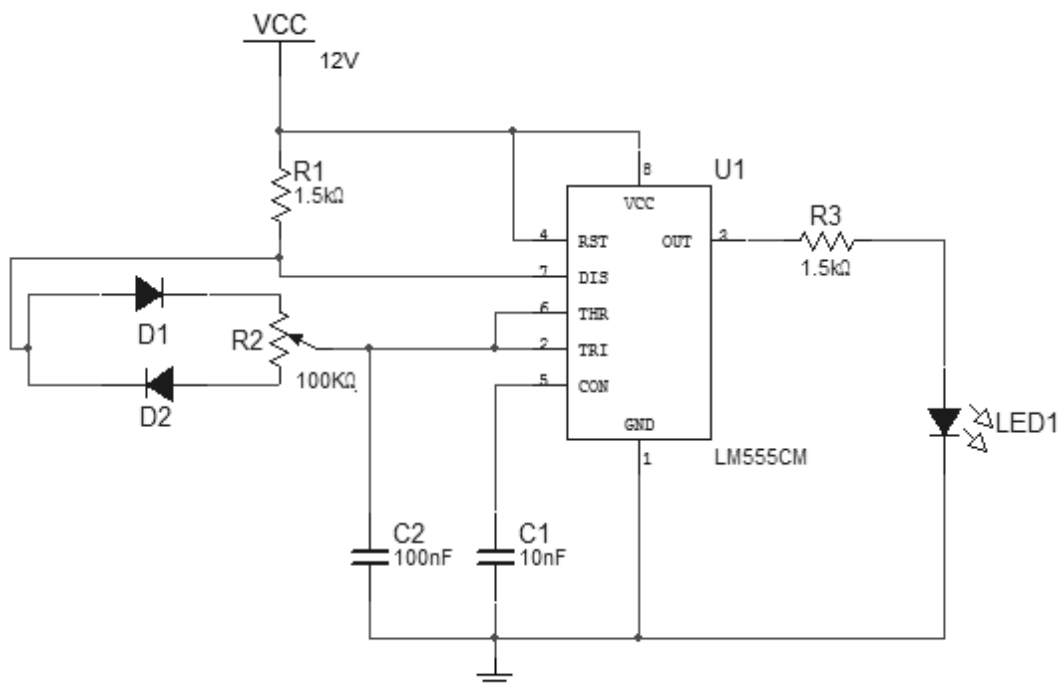 VCC
12V
R1
1.5kΩ
U1
8
VCC
R3
4
RST
OUT
3
1.5kΩ
7
DIS
D1
6
THR
R2
2
TRI
100KΩ
5
CON
D2
LED1
GND
1
LM555CM
C2
100nF
C1
10nF